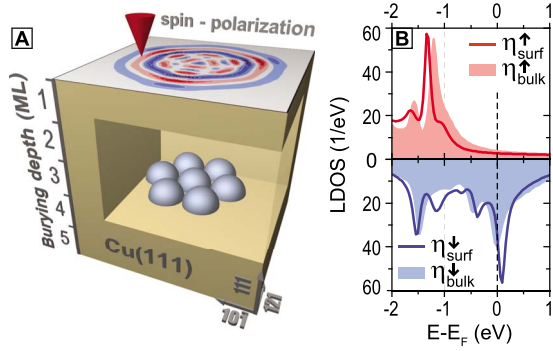 A
spin - polarization
Burying depth (ML)
1
2
3
4
5
Cu(111)
111
101
121
B
-2 -1 0 1
60
40
20
0
20
40
60
LDOS (1/eV)
η↑surf
η↑bulk
η↓surf
η↓bulk
-2 -1 0 1
E-E_F (eV)